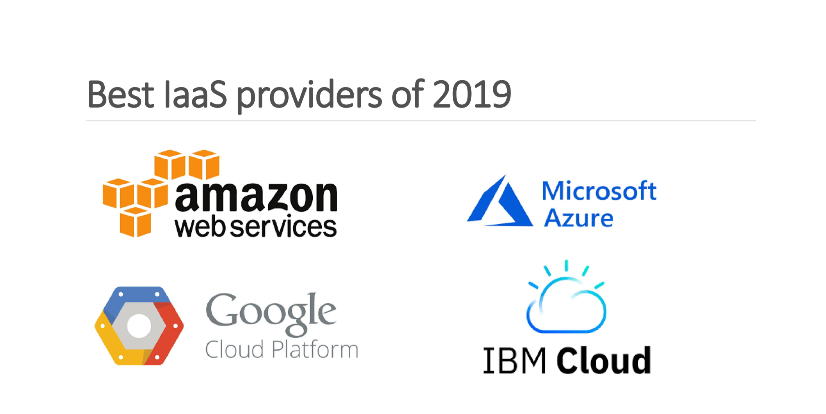 Best IaaS providers of 2019
amazon
web services
Microsoft
Azure
Google
Cloud Platform
IBM Cloud